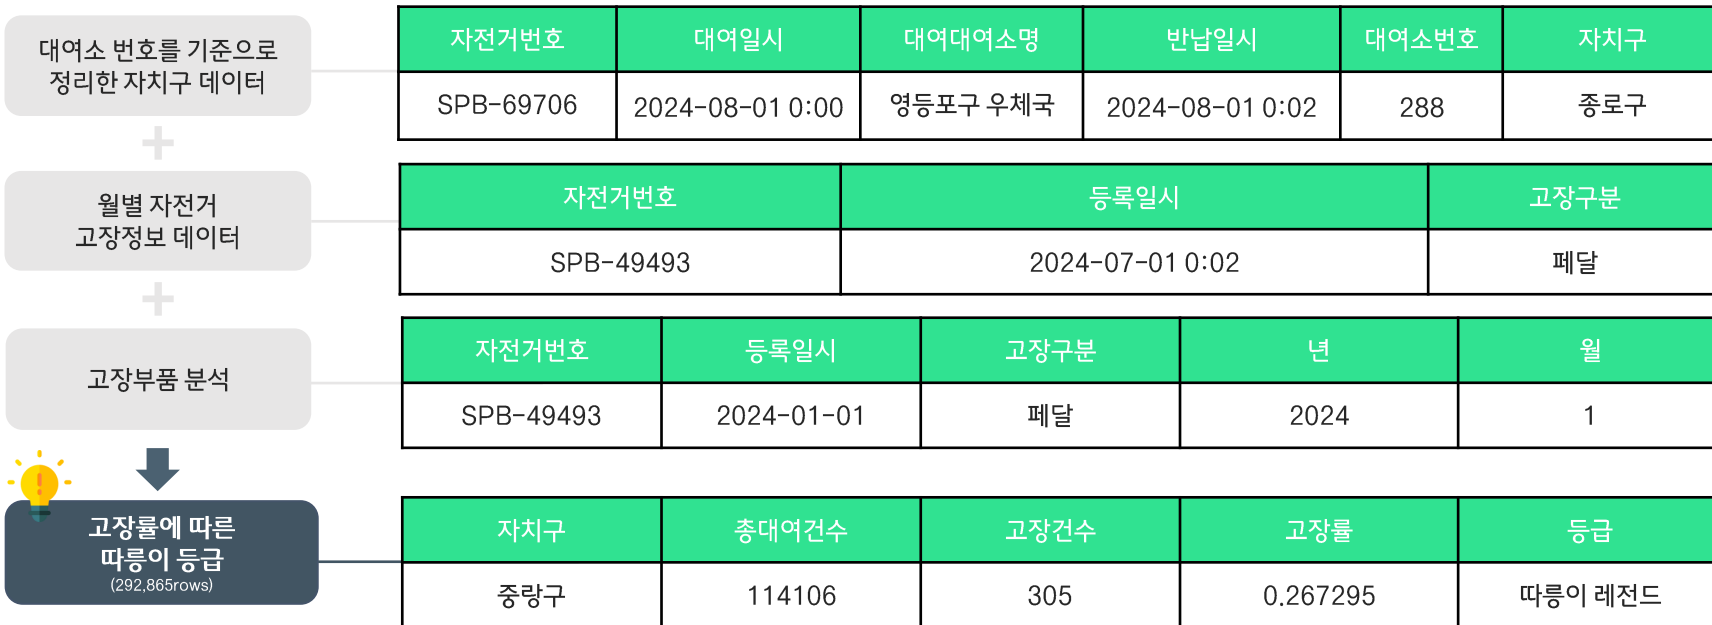 대여소 번호를 기준으로
정리한 자치구 데이터
자전거번호 대여일시 대여대여소명 반납일시 대여소번호 자치구
SPB-69706 2024-08-01 0:00 영등포구 우체국 2024-08-01 0:02 288 종로구
+
월별 자전거
고장정보 데이터
자전거번호 등록일시 고장구분
SPB-49493 2024-07-01 0:02 페달
+
고장부품 분석
자전거번호 등록일시 고장구분 년 월
SPB-49493 2024-01-01 페달 2024 1
고장률에 따른
따릉이 등급
(292,865rows)
자치구 총대여건수 고장건수 고장률 등급
중랑구 114106 305 0.267295 따릉이 레전드